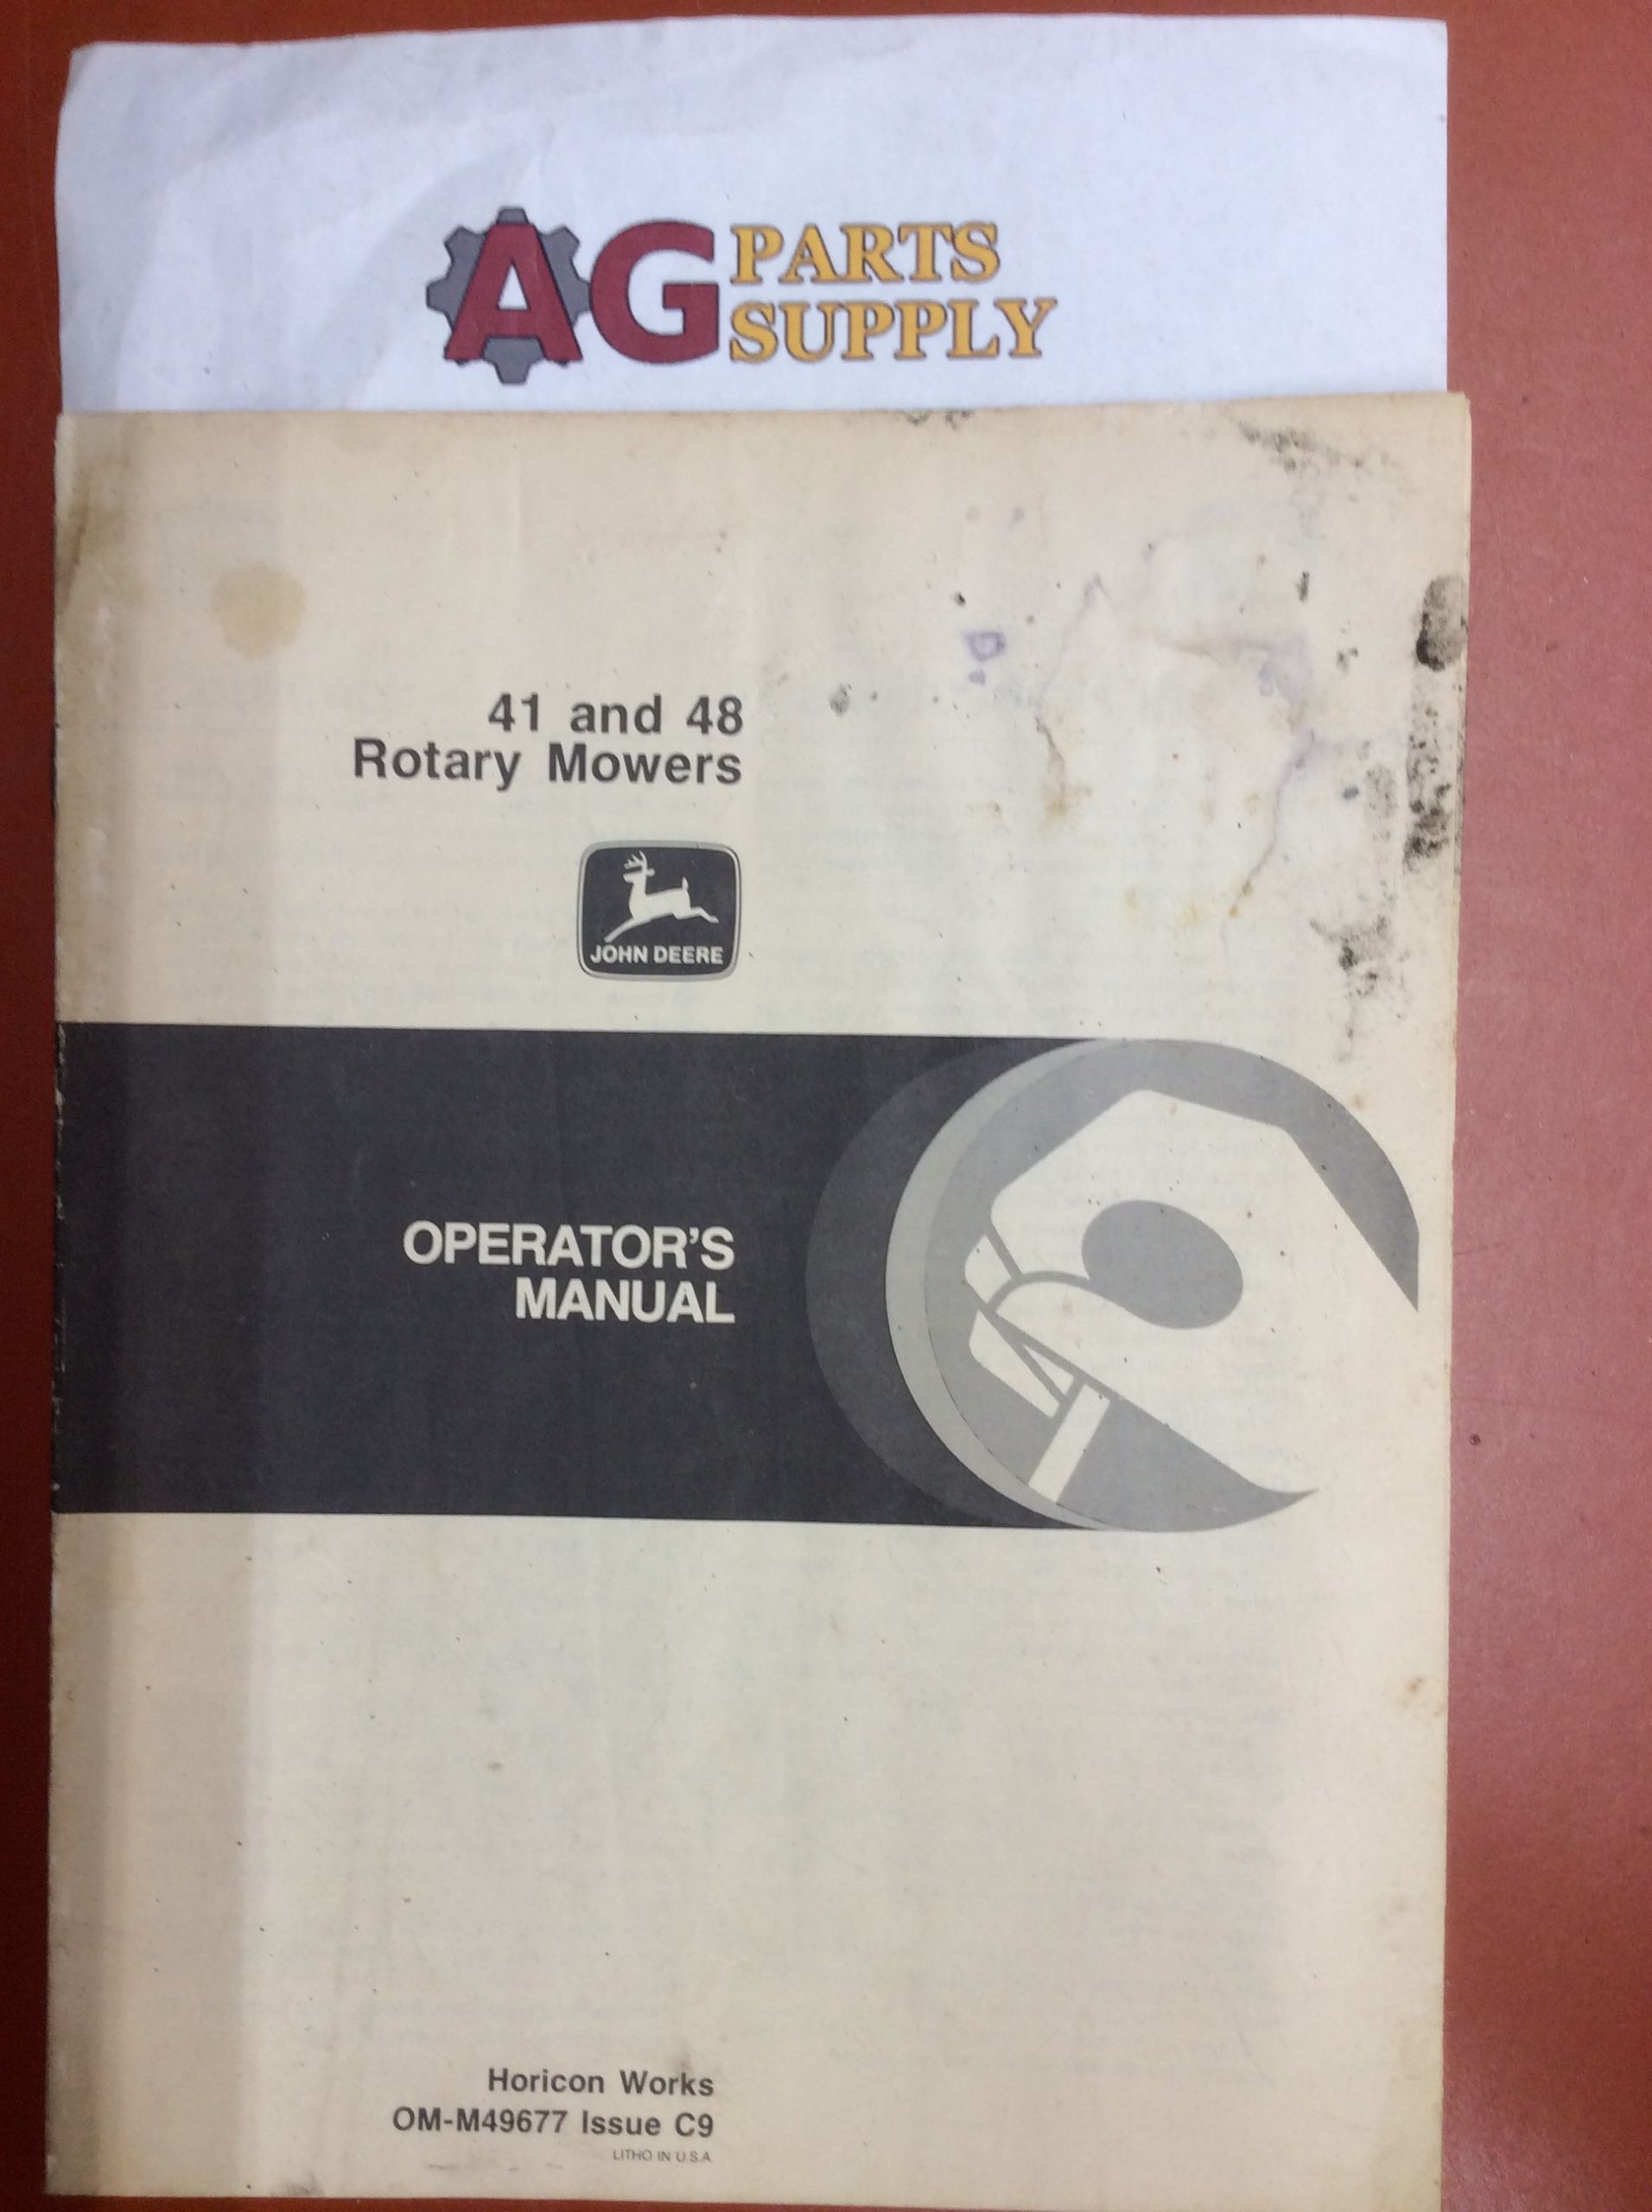 AG PARTS
SUPPLY
41 and 48
Rotary Mowers
JOHN DEERE
OPERATOR'S
MANUAL
Horicon Works
OM-M49677 Issue C9
LITHO IN U.S.A.